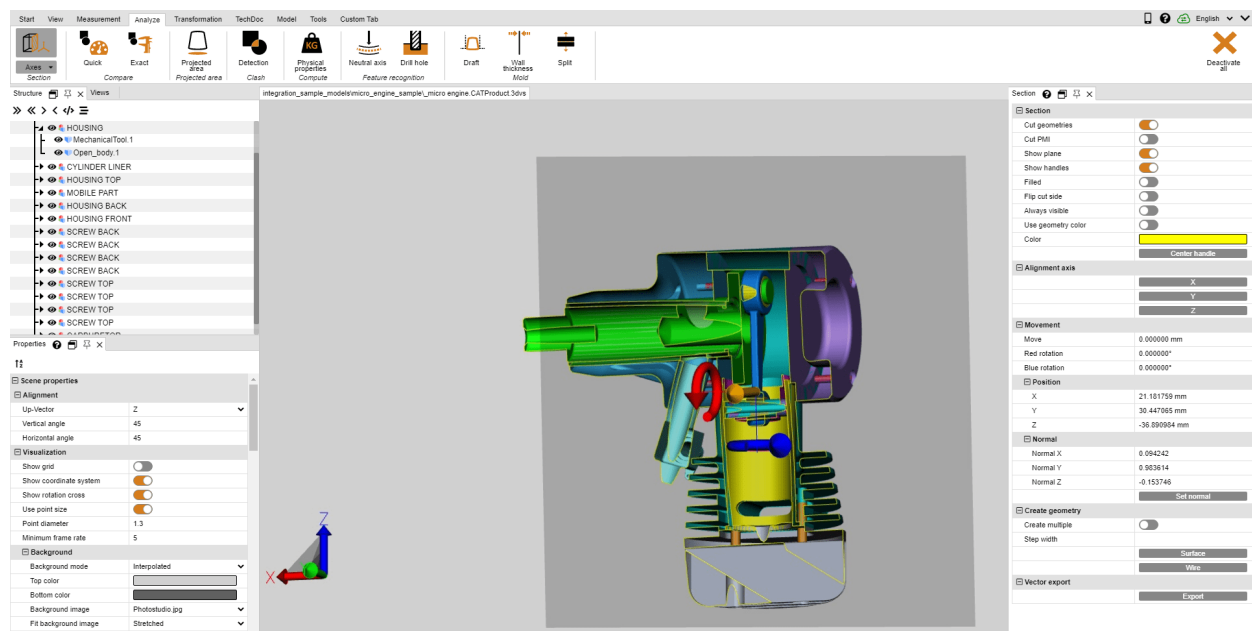 Start View Measurement Analyze Transformation TechDoc Model Tools Custom Tab
English
Axes
Section
Quick
Exact
Compare
Projected area
Projected area
Detection
Clash
KG
Physical properties
Compute
Neutral axis
Drill hole
Feature recognition
Draft
Wall thickness
Split
Mold
Deactivate all
Structure
Views
HOUSING
MechanicalTool.1
Open_body.1
CYLINDER LINER
HOUSING TOP
MOBILE PART
HOUSING BACK
HOUSING FRONT
SCREW BACK
SCREW BACK
SCREW BACK
SCREW BACK
SCREW TOP
SCREW TOP
SCREW TOP
SCREW TOP
CARBURETOR
Properties
Scene properties
Alignment
Up-Vector Z
Vertical angle 45
Horizontal angle 45
Visualization
Show grid
Show coordinate system
Show rotation cross
Use point size
Point diameter 1.3
Minimum frame rate 5
Background
Background mode Interpolated
Top color
Bottom color
Background image Photostudio.jpg
Fit background image Stretched
integration_sample_models\micro_engine_sample\_micro engine.CATProduct.3dvs
Z
X
Section
Section
Cut geometries
Cut PMI
Show plane
Show handles
Filled
Flip cut side
Always visible
Use geometry color
Color
Center handle
Alignment axis
X
Y
Z
Movement
Move 0.000000 mm
Red rotation 0.000000°
Blue rotation 0.000000°
Position
X 21.181759 mm
Y 30.447065 mm
Z -36.890984 mm
Normal
Normal X 0.094242
Normal Y 0.983614
Normal Z -0.153746
Set normal
Create geometry
Create multiple
Step width
Surface
Wire
Vector export
Export